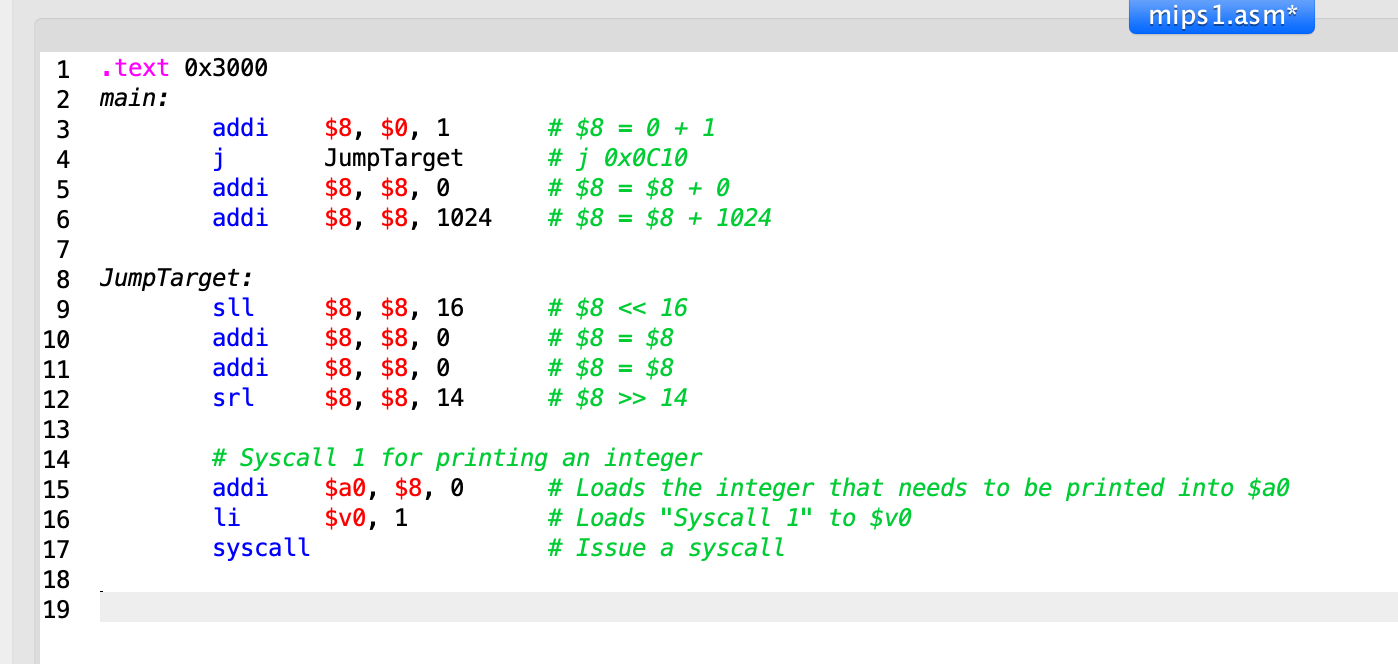 mips1.asm*
1 .text 0x3000
2 main:
3 addi $8, $0, 1 # $8 = 0 + 1
4 j JumpTarget # j 0x0C10
5 addi $8, $8, 0 # $8 = $8 + 0
6 addi $8, $8, 1024 # $8 = $8 + 1024
7
8 JumpTarget:
9 sll $8, $8, 16 # $8 << 16
10 addi $8, $8, 0 # $8 = $8
11 addi $8, $8, 0 # $8 = $8
12 srl $8, $8, 14 # $8 >> 14
13
14 # Syscall 1 for printing an integer
15 addi $a0, $8, 0 # Loads the integer that needs to be printed into $a0
16 li $v0, 1 # Loads "Syscall 1" to $v0
17 syscall # Issue a syscall
18
19